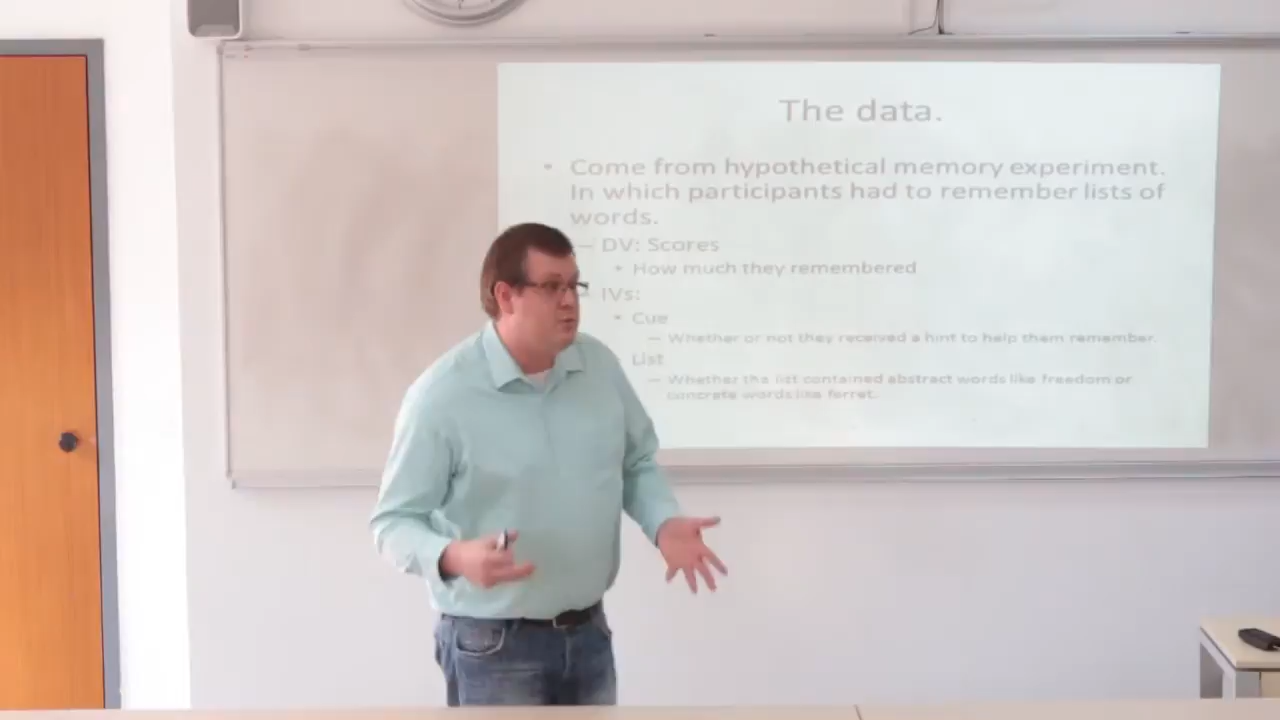 The data.
• Come from hypothetical memory experiment.
In which participants had to remember lists of
words.
– DV: Scores
• How much they remembered
– IVs:
• Cue
– Whether or not they received a hint to help them remember.
List
– Whether the list contained abstract words like freedom or
concrete words like ferret.